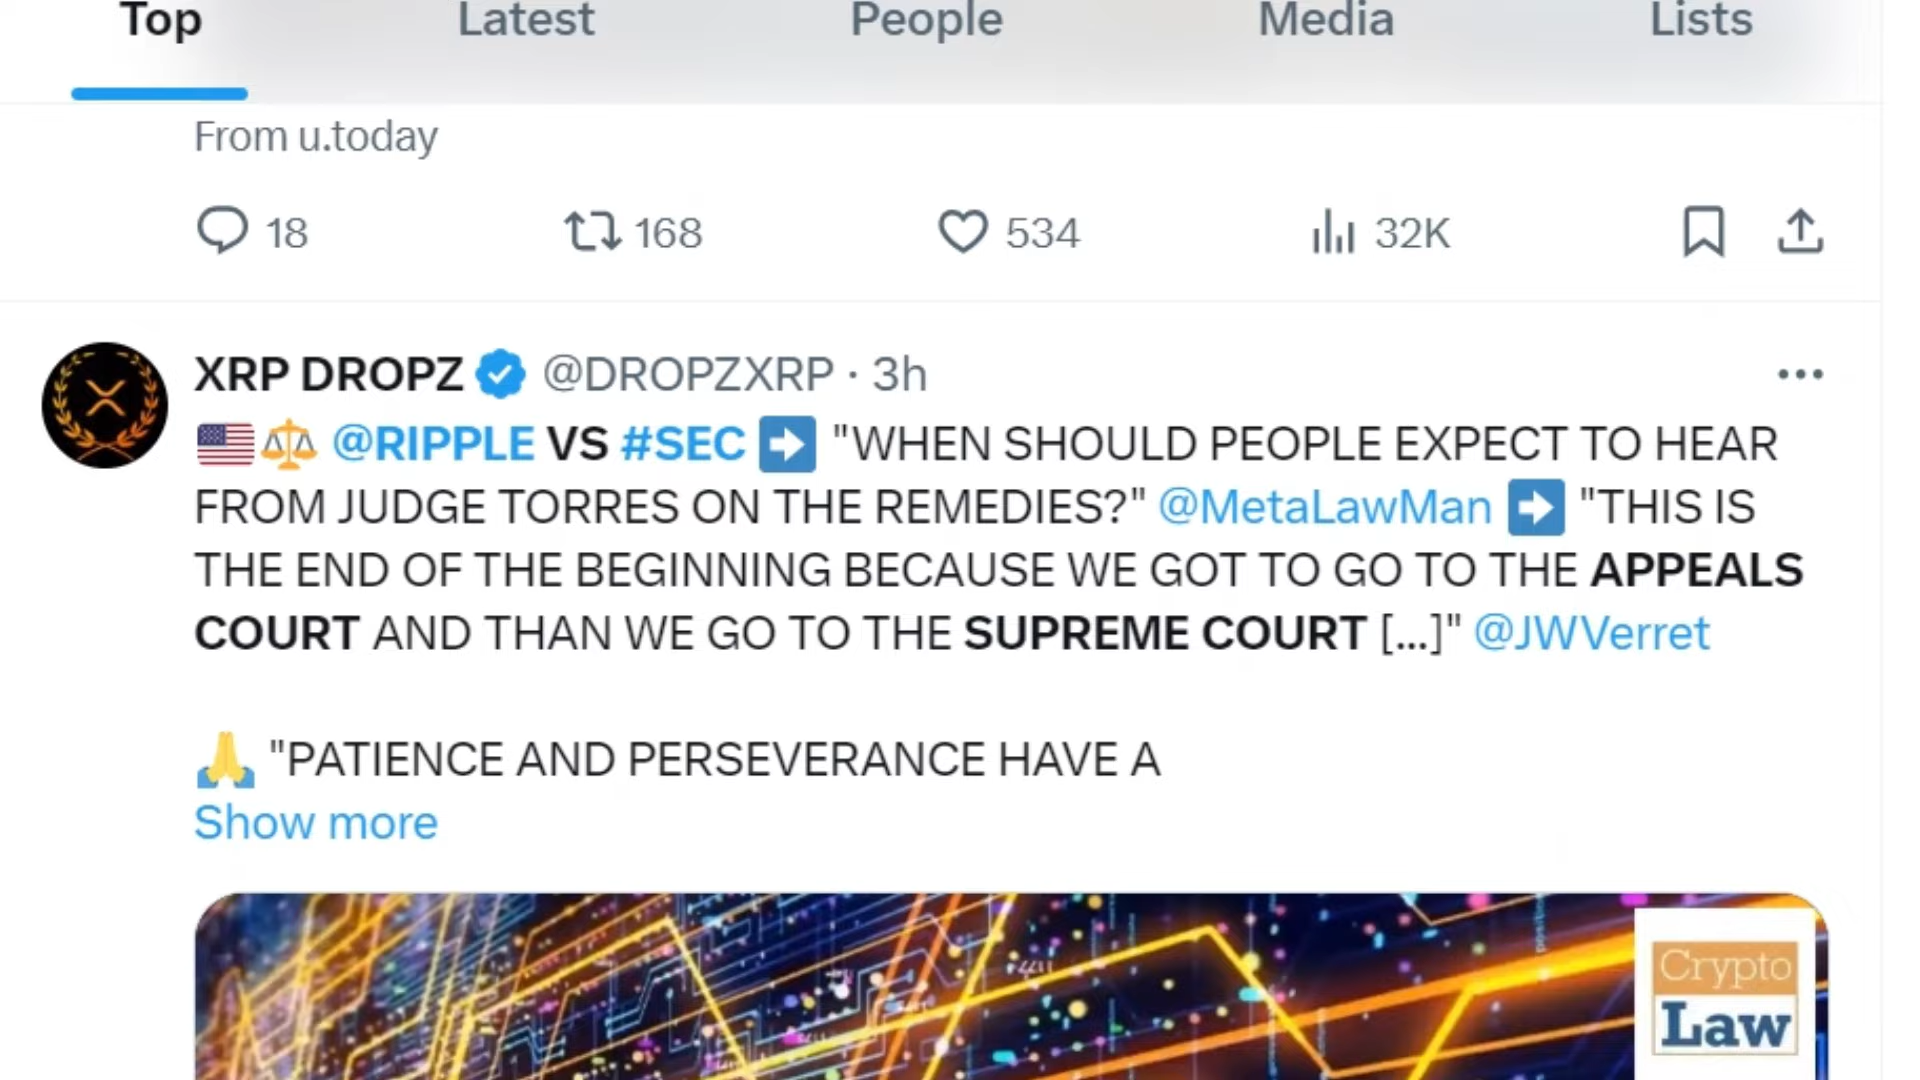 Top Latest People Media Lists
From u.today
18 168 534 32K
XRP DROPZ @DROPZXRP · 3h
@RIPPLE VS #SEC ➡ "WHEN SHOULD PEOPLE EXPECT TO HEAR
FROM JUDGE TORRES ON THE REMEDIES?" @MetaLawMan ➡ "THIS IS
THE END OF THE BEGINNING BECAUSE WE GOT TO GO TO THE APPEALS
COURT AND THAN WE GO TO THE SUPREME COURT [...]" @JWVerret
"PATIENCE AND PERSEVERANCE HAVE A
Show more
Crypto
Law